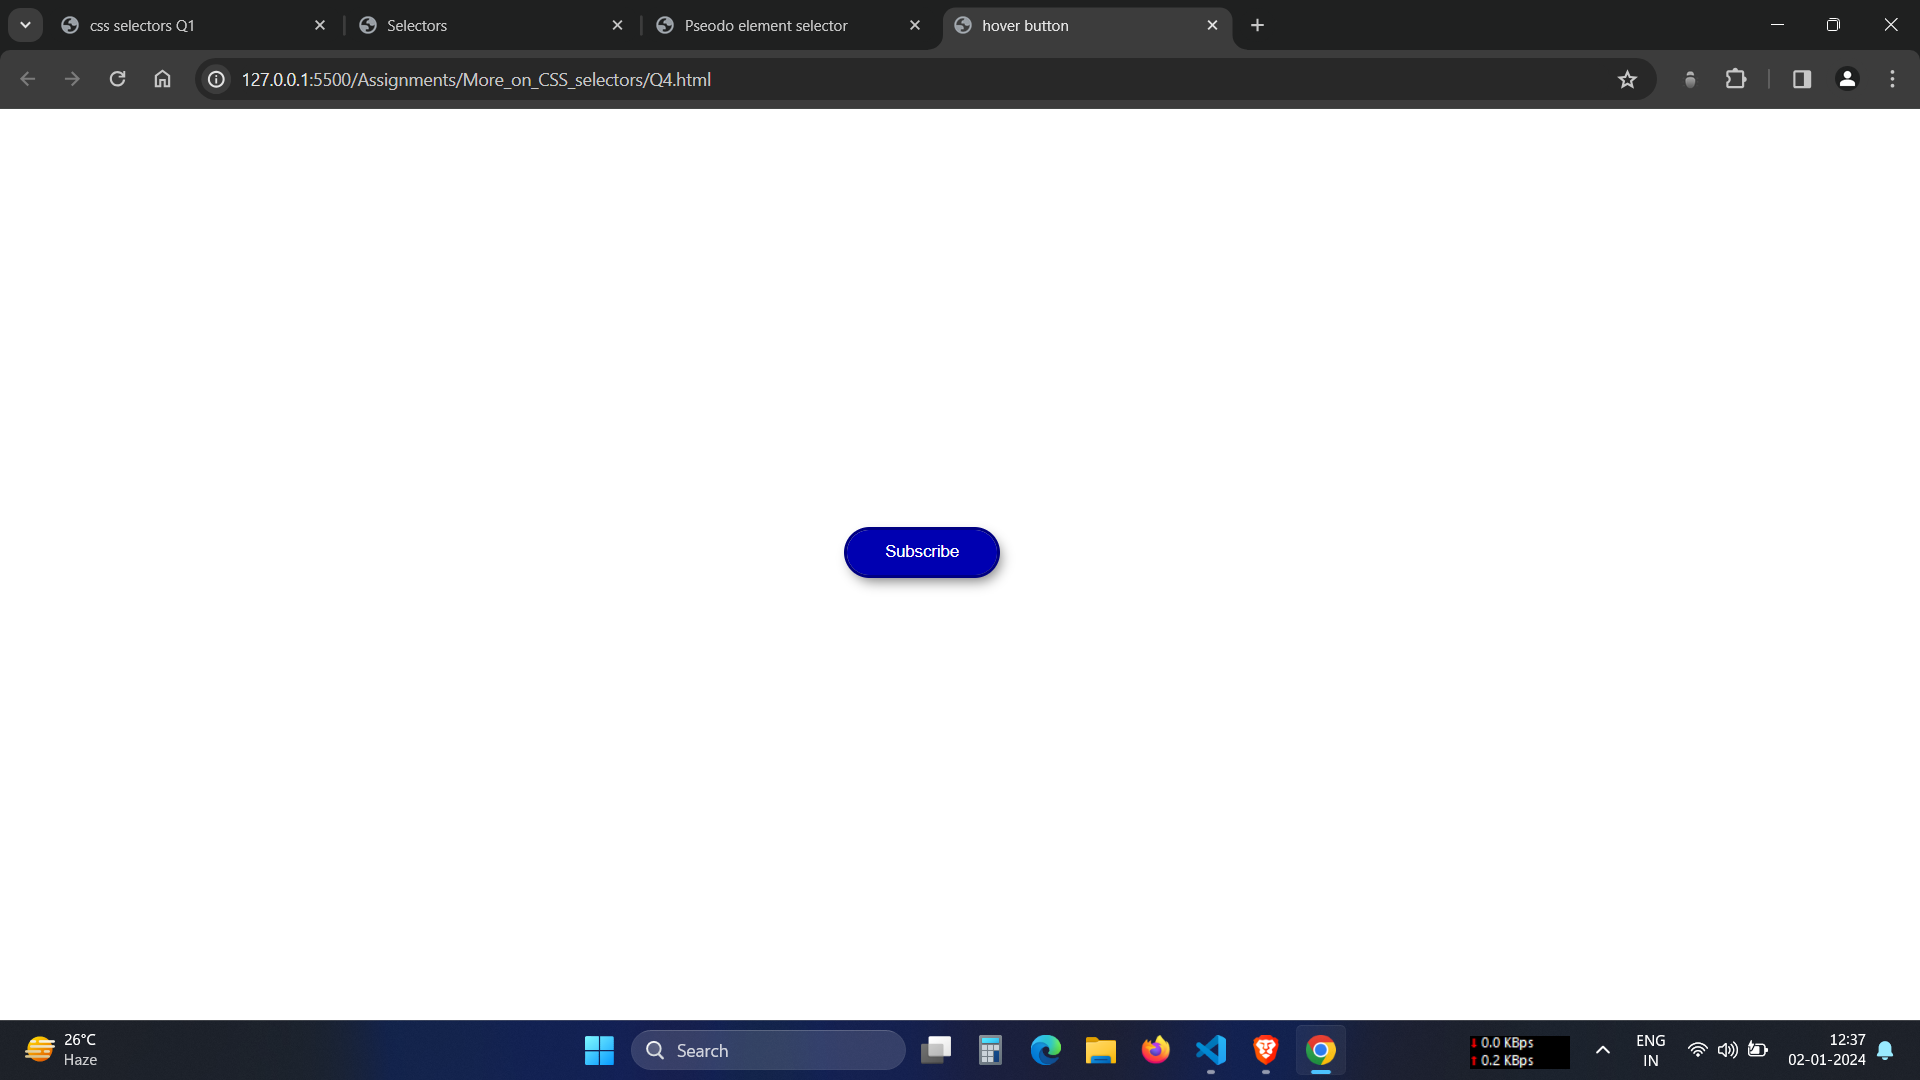 css selectors Q1
Selectors
Pseodo element selector
hover button
127.0.0.1:5500/Assignments/More_on_CSS_selectors/Q4.html
Subscribe
26°C
Haze
Search
0.0 KBps
0.2 KBps
ENG
IN
12:37
02-01-2024